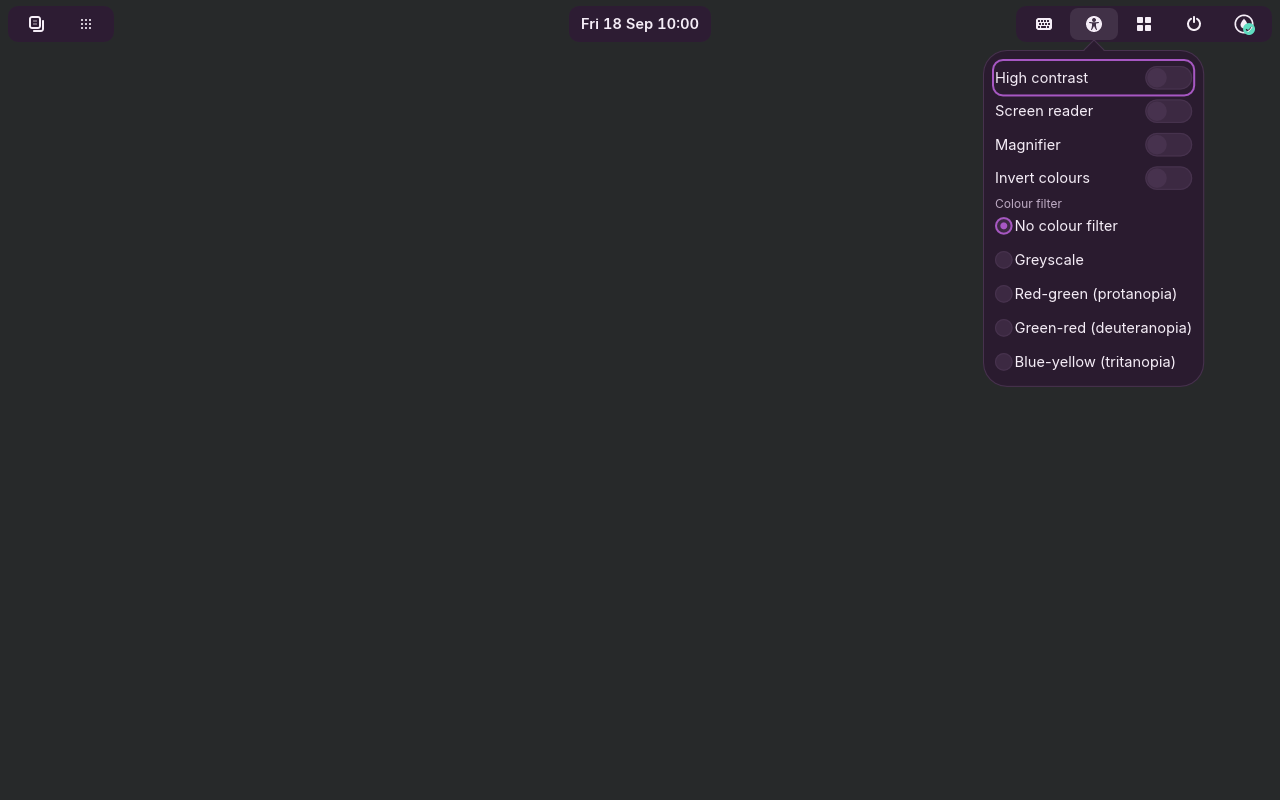 Fri 18 Sep 10:00
High contrast
Screen reader
Magnifier
Invert colours
Colour filter
No colour filter
Greyscale
Red-green (protanopia)
Green-red (deuteranopia)
Blue-yellow (tritanopia)